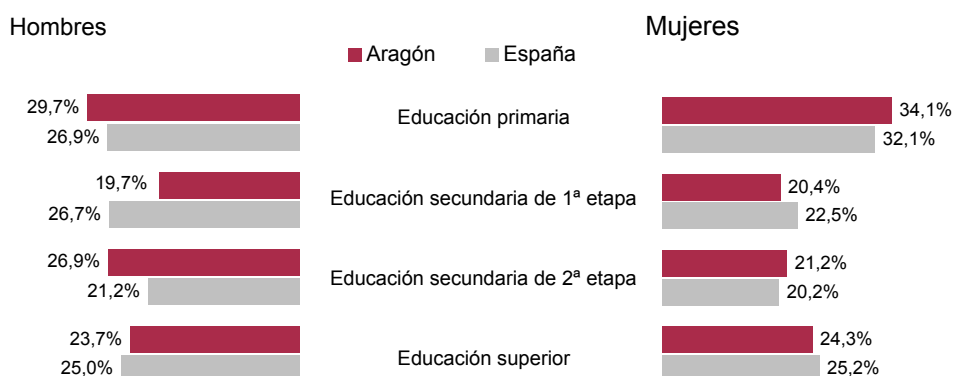 Hombres
Mujeres
Aragón
España
29,7%
Educación primaria
34,1%
26,9%
32,1%
19,7%
Educación secundaria de 1ª etapa
20,4%
26,7%
22,5%
26,9%
Educación secundaria de 2ª etapa
21,2%
21,2%
20,2%
23,7%
Educación superior
24,3%
25,0%
25,2%